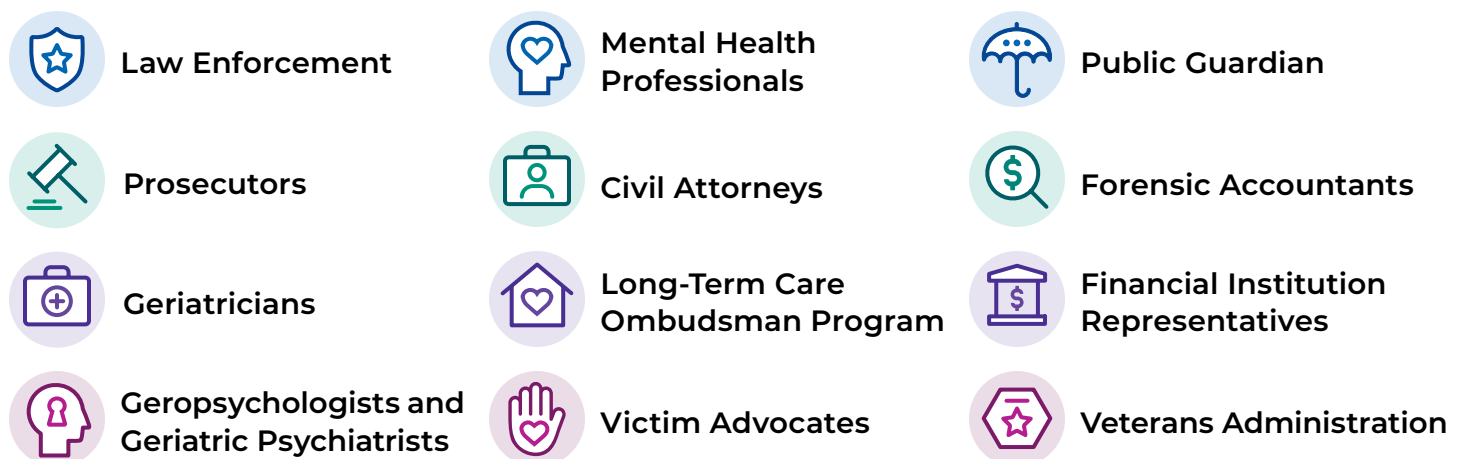 Law Enforcement
Mental Health
Professionals
Public Guardian
Prosecutors
Civil Attorneys
Forensic Accountants
Geriatricians
Long-Term Care
Ombudsman Program
Financial Institution
Representatives
Geropsychologists and
Geriatric Psychiatrists
Victim Advocates
Veterans Administration